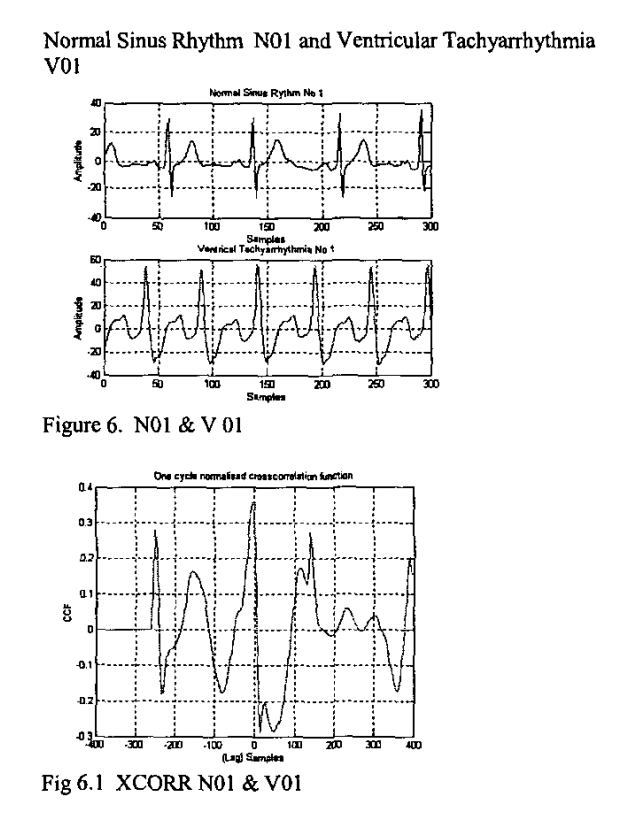 Normal Sinus Rhythm N01 and Ventricular Tachyarrhythmia
V01
Normal Sinus Rythm No 1
40
20
0
-20
-40
Amplitude
0 50 100 150 200 250 300
Samples
Ventrical Tachyarrhythmia No 1
60
40
20
0
-20
-40
Amplitude
0 50 100 150 200 250 300
Samples
Figure 6. N01 & V 01
One cycle normalised crosscorrelation function
0.4
0.3
0.2
0.1
0
-0.1
-0.2
-0.3
CCF
-400 -300 -200 -100 0 100 200 300 400
(Lag) Samples
Fig 6.1 XCORR N01 & V01